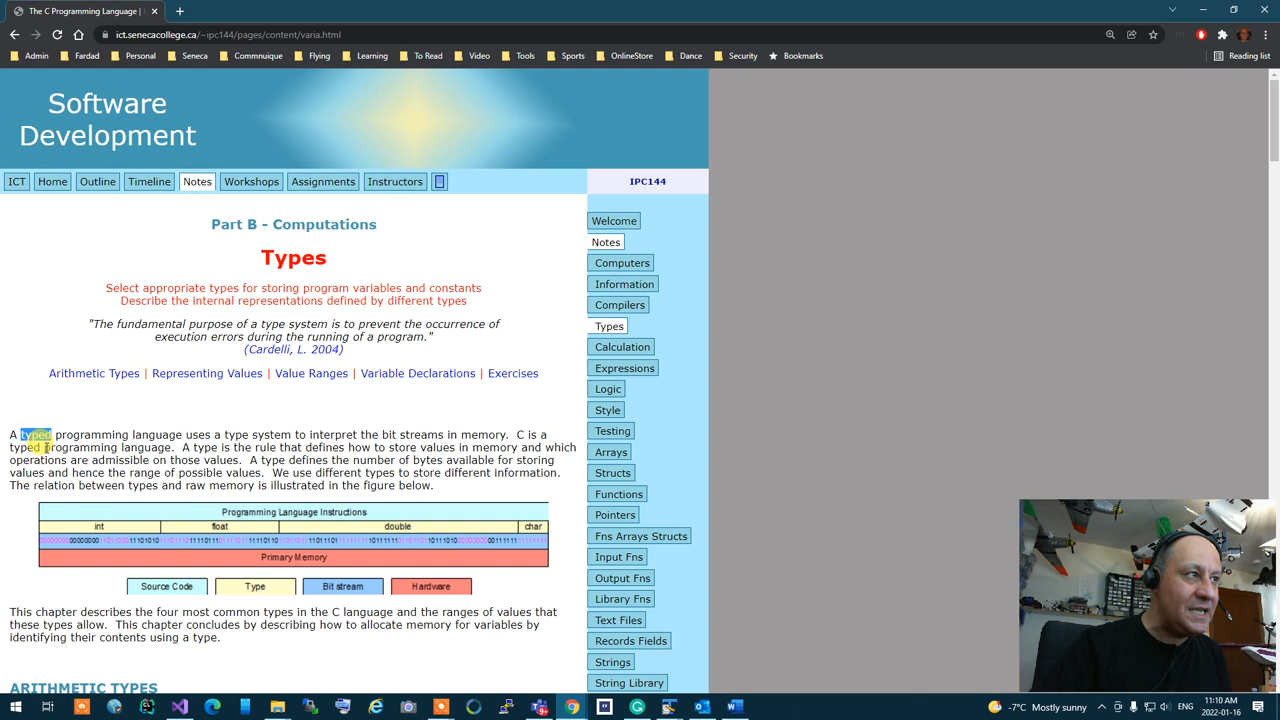 The C Programming Language |
ict.senecacollege.ca/~ipc144/pages/content/varia.html
Admin
Fardad
Personal
Seneca
Commnuique
Flying
Learning
To Read
Video
Tools
Sports
OnlineStore
Dance
Security
Bookmarks
Reading list
Software
Development
ICT
Home
Outline
Timeline
Notes
Workshops
Assignments
Instructors
IPC144
Part B - Computations
Types
Select appropriate types for storing program variables and constants
Describe the internal representations defined by different types
"The fundamental purpose of a type system is to prevent the occurrence of
execution errors during the running of a program."
(Cardelli, L. 2004)
Arithmetic Types | Representing Values | Value Ranges | Variable Declarations | Exercises
A typed programming language uses a type system to interpret the bit streams in memory.  C is a
typed programming language.  A type is the rule that defines how to store values in memory and which
operations are admissible on those values.  A type defines the number of bytes available for storing
values and hence the range of possible values.  We use different types to store different information.
The relation between types and raw memory is illustrated in the figure below.
Programming Language Instructions
int
float
double
char
Primary Memory
Source Code
Type
Bit stream
Hardware
This chapter describes the four most common types in the C language and the ranges of values that
these types allow.  This chapter concludes by describing how to allocate memory for variables by
identifying their contents using a type.
ARITHMETIC TYPES
Welcome
Notes
Computers
Information
Compilers
Types
Calculation
Expressions
Logic
Style
Testing
Arrays
Structs
Functions
Pointers
Fns Arrays Structs
Input Fns
Output Fns
Library Fns
Text Files
Records Fields
Strings
String Library
-7°C Mostly sunny
11:10 AM
2022-01-16